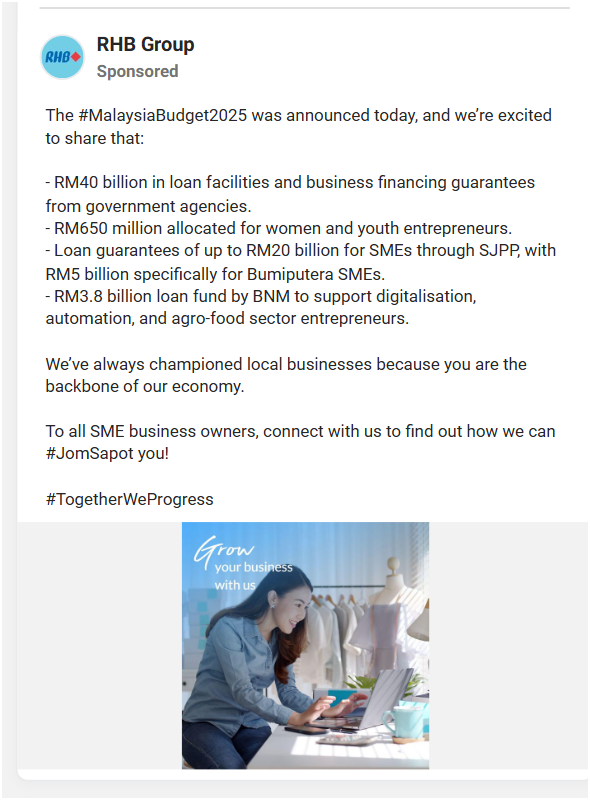 RHB
RHB Group
Sponsored
The #MalaysiaBudget2025 was announced today, and we’re excited
to share that:
- RM40 billion in loan facilities and business financing guarantees
from government agencies.
- RM650 million allocated for women and youth entrepreneurs.
- Loan guarantees of up to RM20 billion for SMEs through SJPP, with
RM5 billion specifically for Bumiputera SMEs.
- RM3.8 billion loan fund by BNM to support digitalisation,
automation, and agro-food sector entrepreneurs.
We’ve always championed local businesses because you are the
backbone of our economy.
To all SME business owners, connect with us to find out how we can
#JomSapot you!
#TogetherWeProgress
Grow
your business
with us